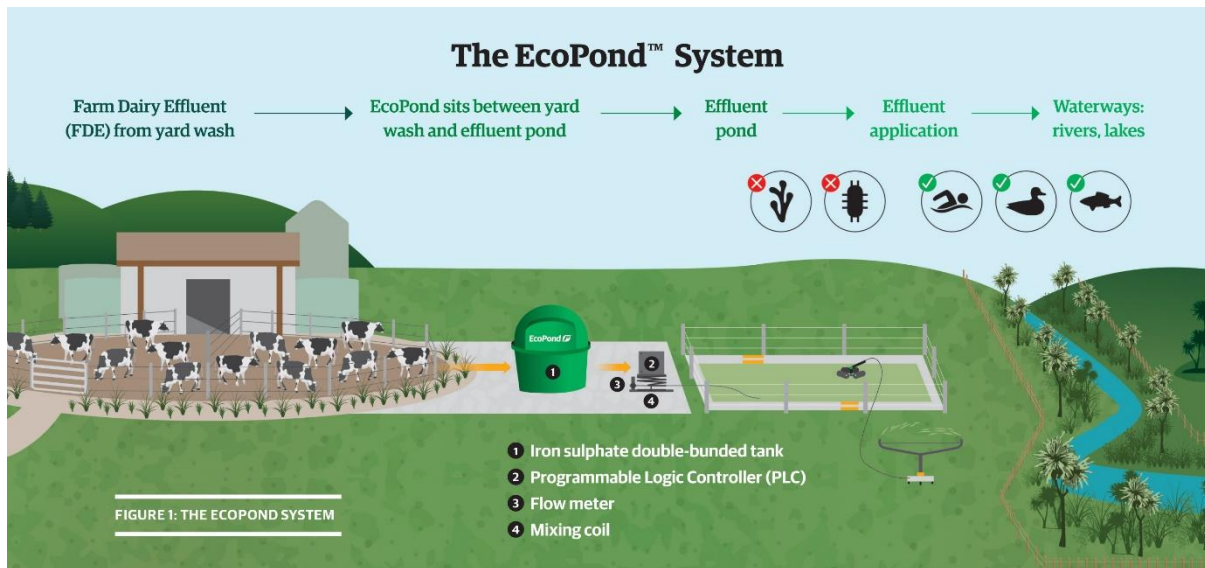 The EcoPond™ System
Farm Dairy Effluent
(FDE) from yard wash
EcoPond sits between yard
wash and effluent pond
Effluent
pond
Effluent
application
Waterways:
rivers, lakes
EcoPond
1
2
3
4
1 Iron sulphate double-bunded tank
2 Programmable Logic Controller (PLC)
3 Flow meter
4 Mixing coil
FIGURE 1: THE ECOPOND SYSTEM